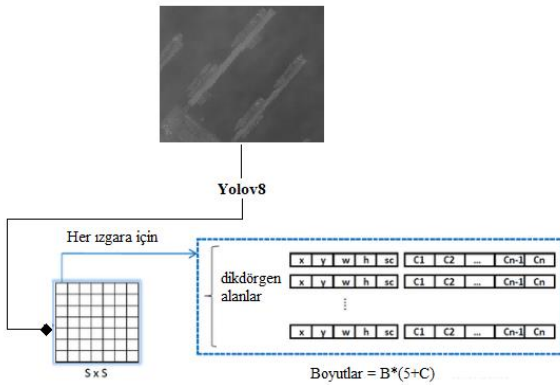 Yolov8
Her ızgara için
dikdörgen
alanlar
x y w h sc C1 C2 ... Cn-1 Cn
x y w h sc C1 C2 ... Cn-1 Cn
x y w h sc C1 C2 ... Cn-1 Cn
S x S
Boyutlar = B*(5+C)